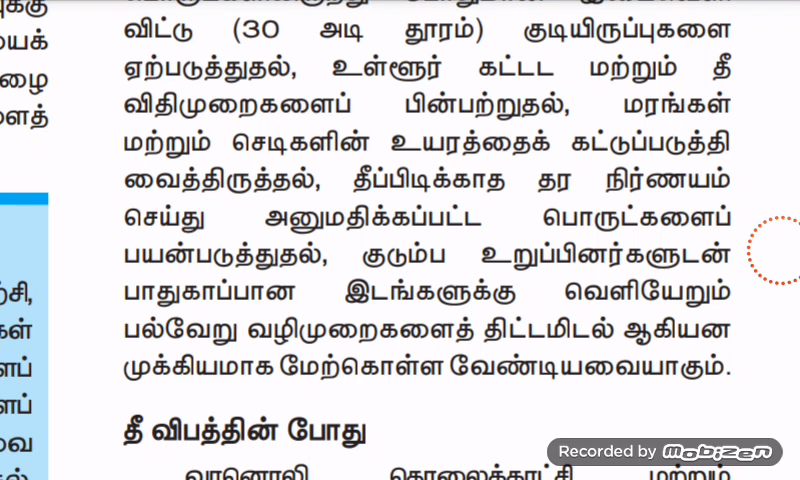 விட்டு (30 அடி தூரம்) குடியிருப்புகளை
ஏற்படுத்துதல், உள்ளூர் கட்டட மற்றும் தீ
விதிமுறைகளைப் பின்பற்றுதல், மரங்கள்
மற்றும் செடிகளின் உயரத்தைக் கட்டுப்படுத்தி
வைத்திருத்தல், தீப்பிடிக்காத தர நிர்ணயம்
செய்து அனுமதிக்கப்பட்ட பொருட்களைப்
பயன்படுத்துதல், குடும்ப உறுப்பினர்களுடன்
பாதுகாப்பான இடங்களுக்கு வெளியேறும்
பல்வேறு வழிமுறைகளைத் திட்டமிடல் ஆகியன
முக்கியமாக மேற்கொள்ள வேண்டியவையாகும்.
தீ விபத்தின் போது
வானொலி தொலைக்காட்சி மற்றும்
Recorded by mobizen